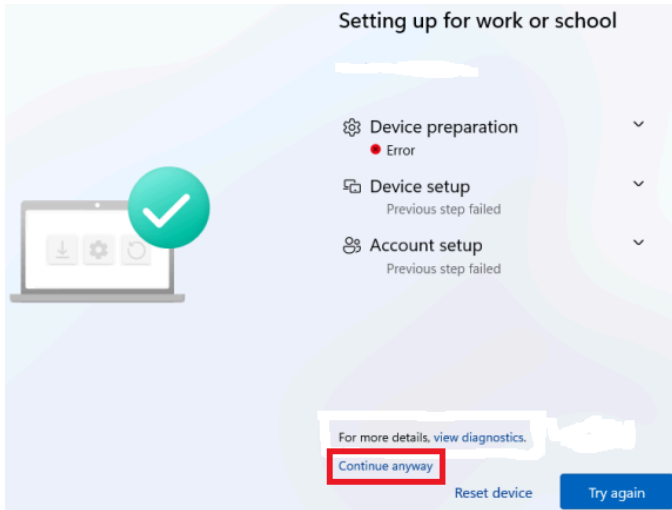 Setting up for work or school
Device preparation
Error
Device setup
Previous step failed
Account setup
Previous step failed
For more details, view diagnostics.
Continue anyway
Reset device
Try again